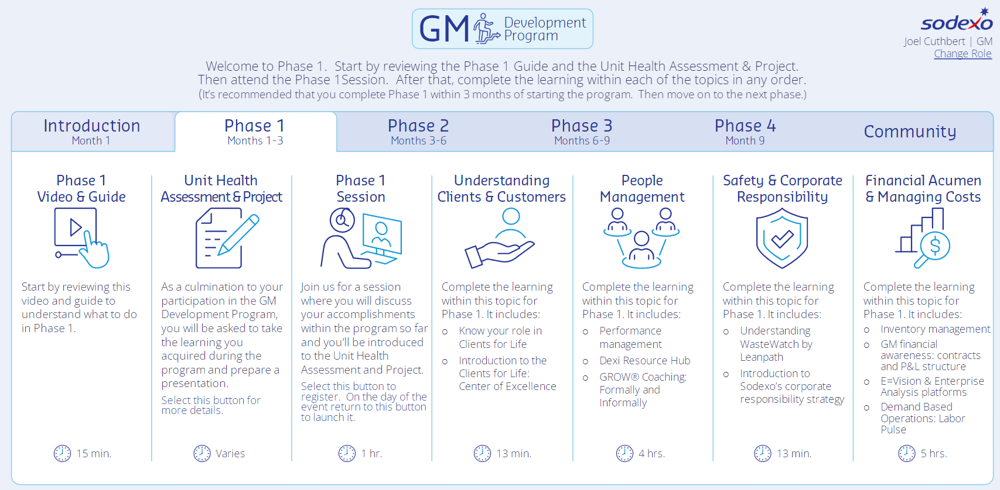 GM Development
Program
sodexo
Joel Cuthbert | GM
Change Role
Welcome to Phase 1. Start by reviewing the Phase 1 Guide and the Unit Health Assessment & Project.
Then attend the Phase 1Session. After that, complete the learning within each of the topics in any order.
(It's recommended that you complete Phase 1 within 3 months of starting the program. Then move on to the next phase.)
Introduction
Month 1
Phase 1
Months 1-3
Phase 2
Months 3-6
Phase 3
Months 6-9
Phase 4
Month 9
Community
Phase 1
Video & Guide
Start by reviewing this
video and guide to
understand what to do
in Phase 1.
15 min.
Unit Health
Assessment & Project
As a culmination to your
participation in the GM
Development Program,
you will be asked to take
the learning you
acquired during the
program and prepare a
presentation.
Select this button for
more details.
Varies
Phase 1
Session
Join us for a session
where you will discuss
your accomplishments
within the program so far
and you'll be introduced
to the Unit Health
Assessment and Project.
Select this button to
register. On the day of the
event return to this button
to launch it.
1 hr.
Understanding
Clients & Customers
Complete the learning
within this topic for
Phase 1. It includes:
o Know your role in
Clients for Life
o Introduction to the
Clients for Life:
Center of Excellence
13 min.
People
Management
Complete the learning
within this topic for
Phase 1. It includes:
o Performance
management
o Dexi Resource Hub
o GROW® Coaching:
Formally and
Informally
4 hrs.
Safety & Corporate
Responsibility
Complete the learning
within this topic for
Phase 1. It includes:
o Understanding
WasteWatch by
Leanpath
o Introduction to
Sodexo's corporate
responsibility strategy
13 min.
Financial Acumen
& Managing Costs
$
Complete the learning
within this topic for
Phase 1. It includes:
o Inventory management
o GM financial
awareness: contracts
and P&L structure
o E=Vision & Enterprise
Analysis platforms
o Demand Based
Operations: Labor
Pulse
5 hrs.